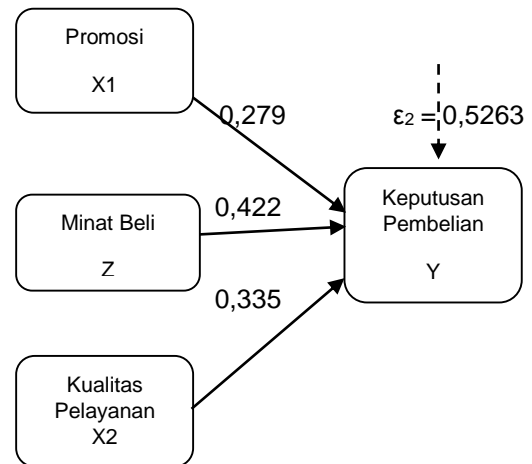 Promosi
X1
0,279
ε₂ = 0,5263
Minat Beli
Z
0,422
Keputusan
Pembelian
Y
0,335
Kualitas
Pelayanan
X2